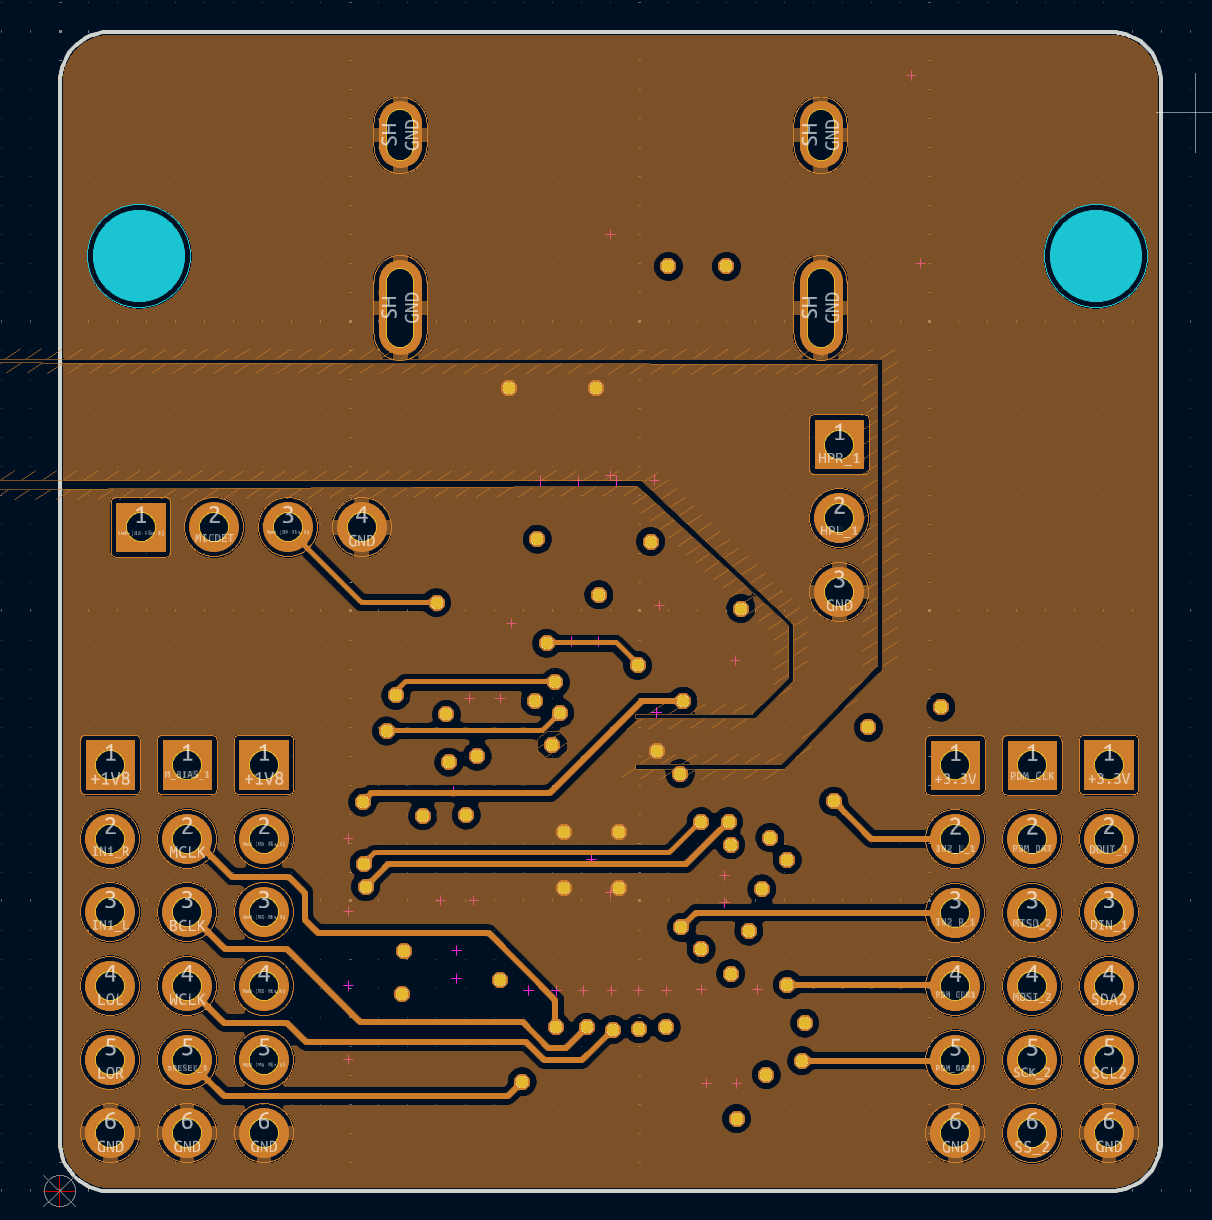 SH GND
SH GND
SH GND
SH GND
1 HPR_1
2 HPL_1
3 GND
1
2 MICDET
3
4 GND
1 +1V8
1 M_BIAS_1
1 +1V8
1 +3.3V
1 PDM_CLK
1 +3.3V
2 IN1_R
2 MCLK
2
2 IN2_L_1
2 PDM_DAT
2 DOUT_1
3 IN1_L
3 BCLK
3
3 IN2_R_1
3 MISO_2
3 DIN_1
4 LOL
4 WCLK
4
4 PDM_CLK1
4 MOSI_2
4 SDA2
5 LOR
5 nRESET_1
5
5 PDM_DAT1
5 SCK_2
5 SCL2
6 GND
6 GND
6 GND
6 GND
6 SS_2
6 GND